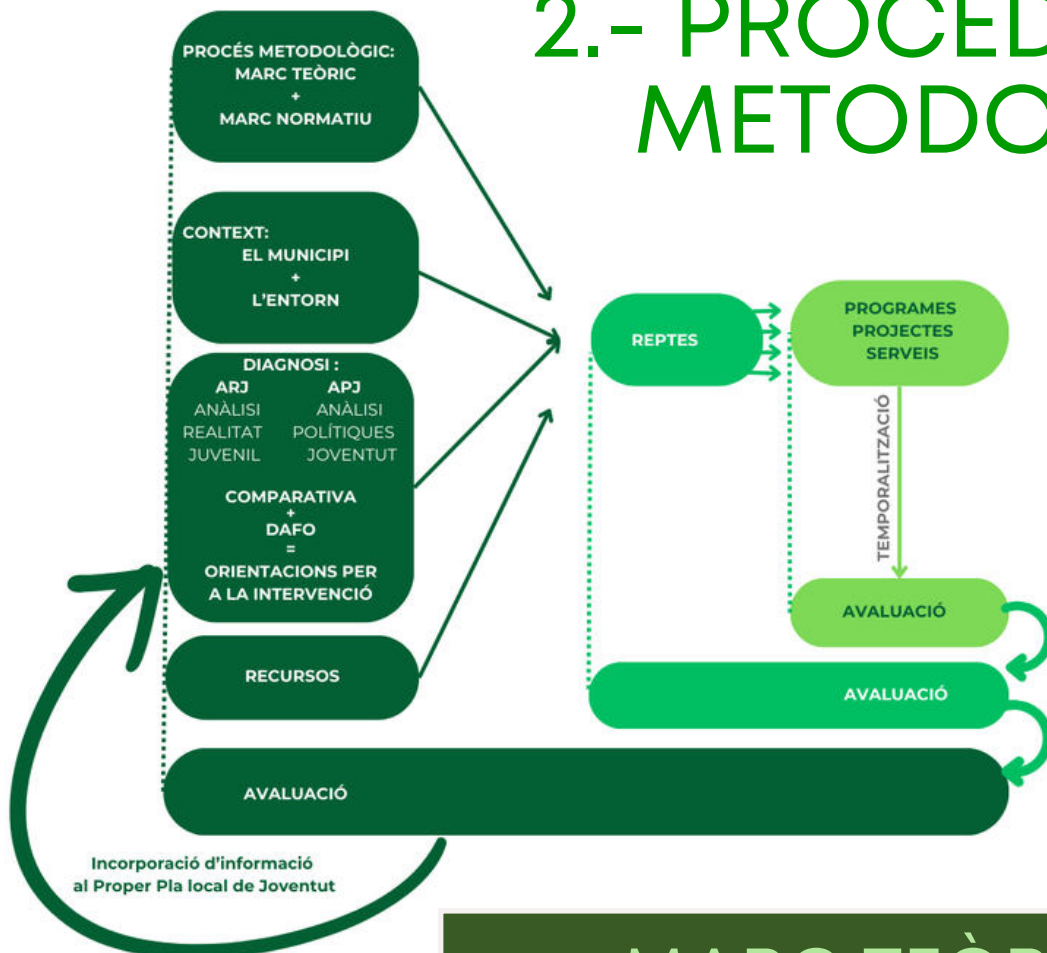 2.- PROCED
METODO
PROCÉS METODOLÒGIC:
MARC TEÒRIC
+
MARC NORMATIU
CONTEXT:
EL MUNICIPI
+
L'ENTORN
DIAGNOSI :
ARJ APJ
ANÀLISI ANÀLISI
REALITAT POLÍTIQUES
JUVENIL JOVENTUT
COMPARATIVA
+
DAFO
=
ORIENTACIONS PER
A LA INTERVENCIÓ
RECURSOS
AVALUACIÓ
Incorporació d'informació
al Proper Pla local de Joventut
REPTES
PROGRAMES
PROJECTES
SERVEIS
TEMPORALITZACIÓ
AVALUACIÓ
AVALUACIÓ
MARC TEÒR